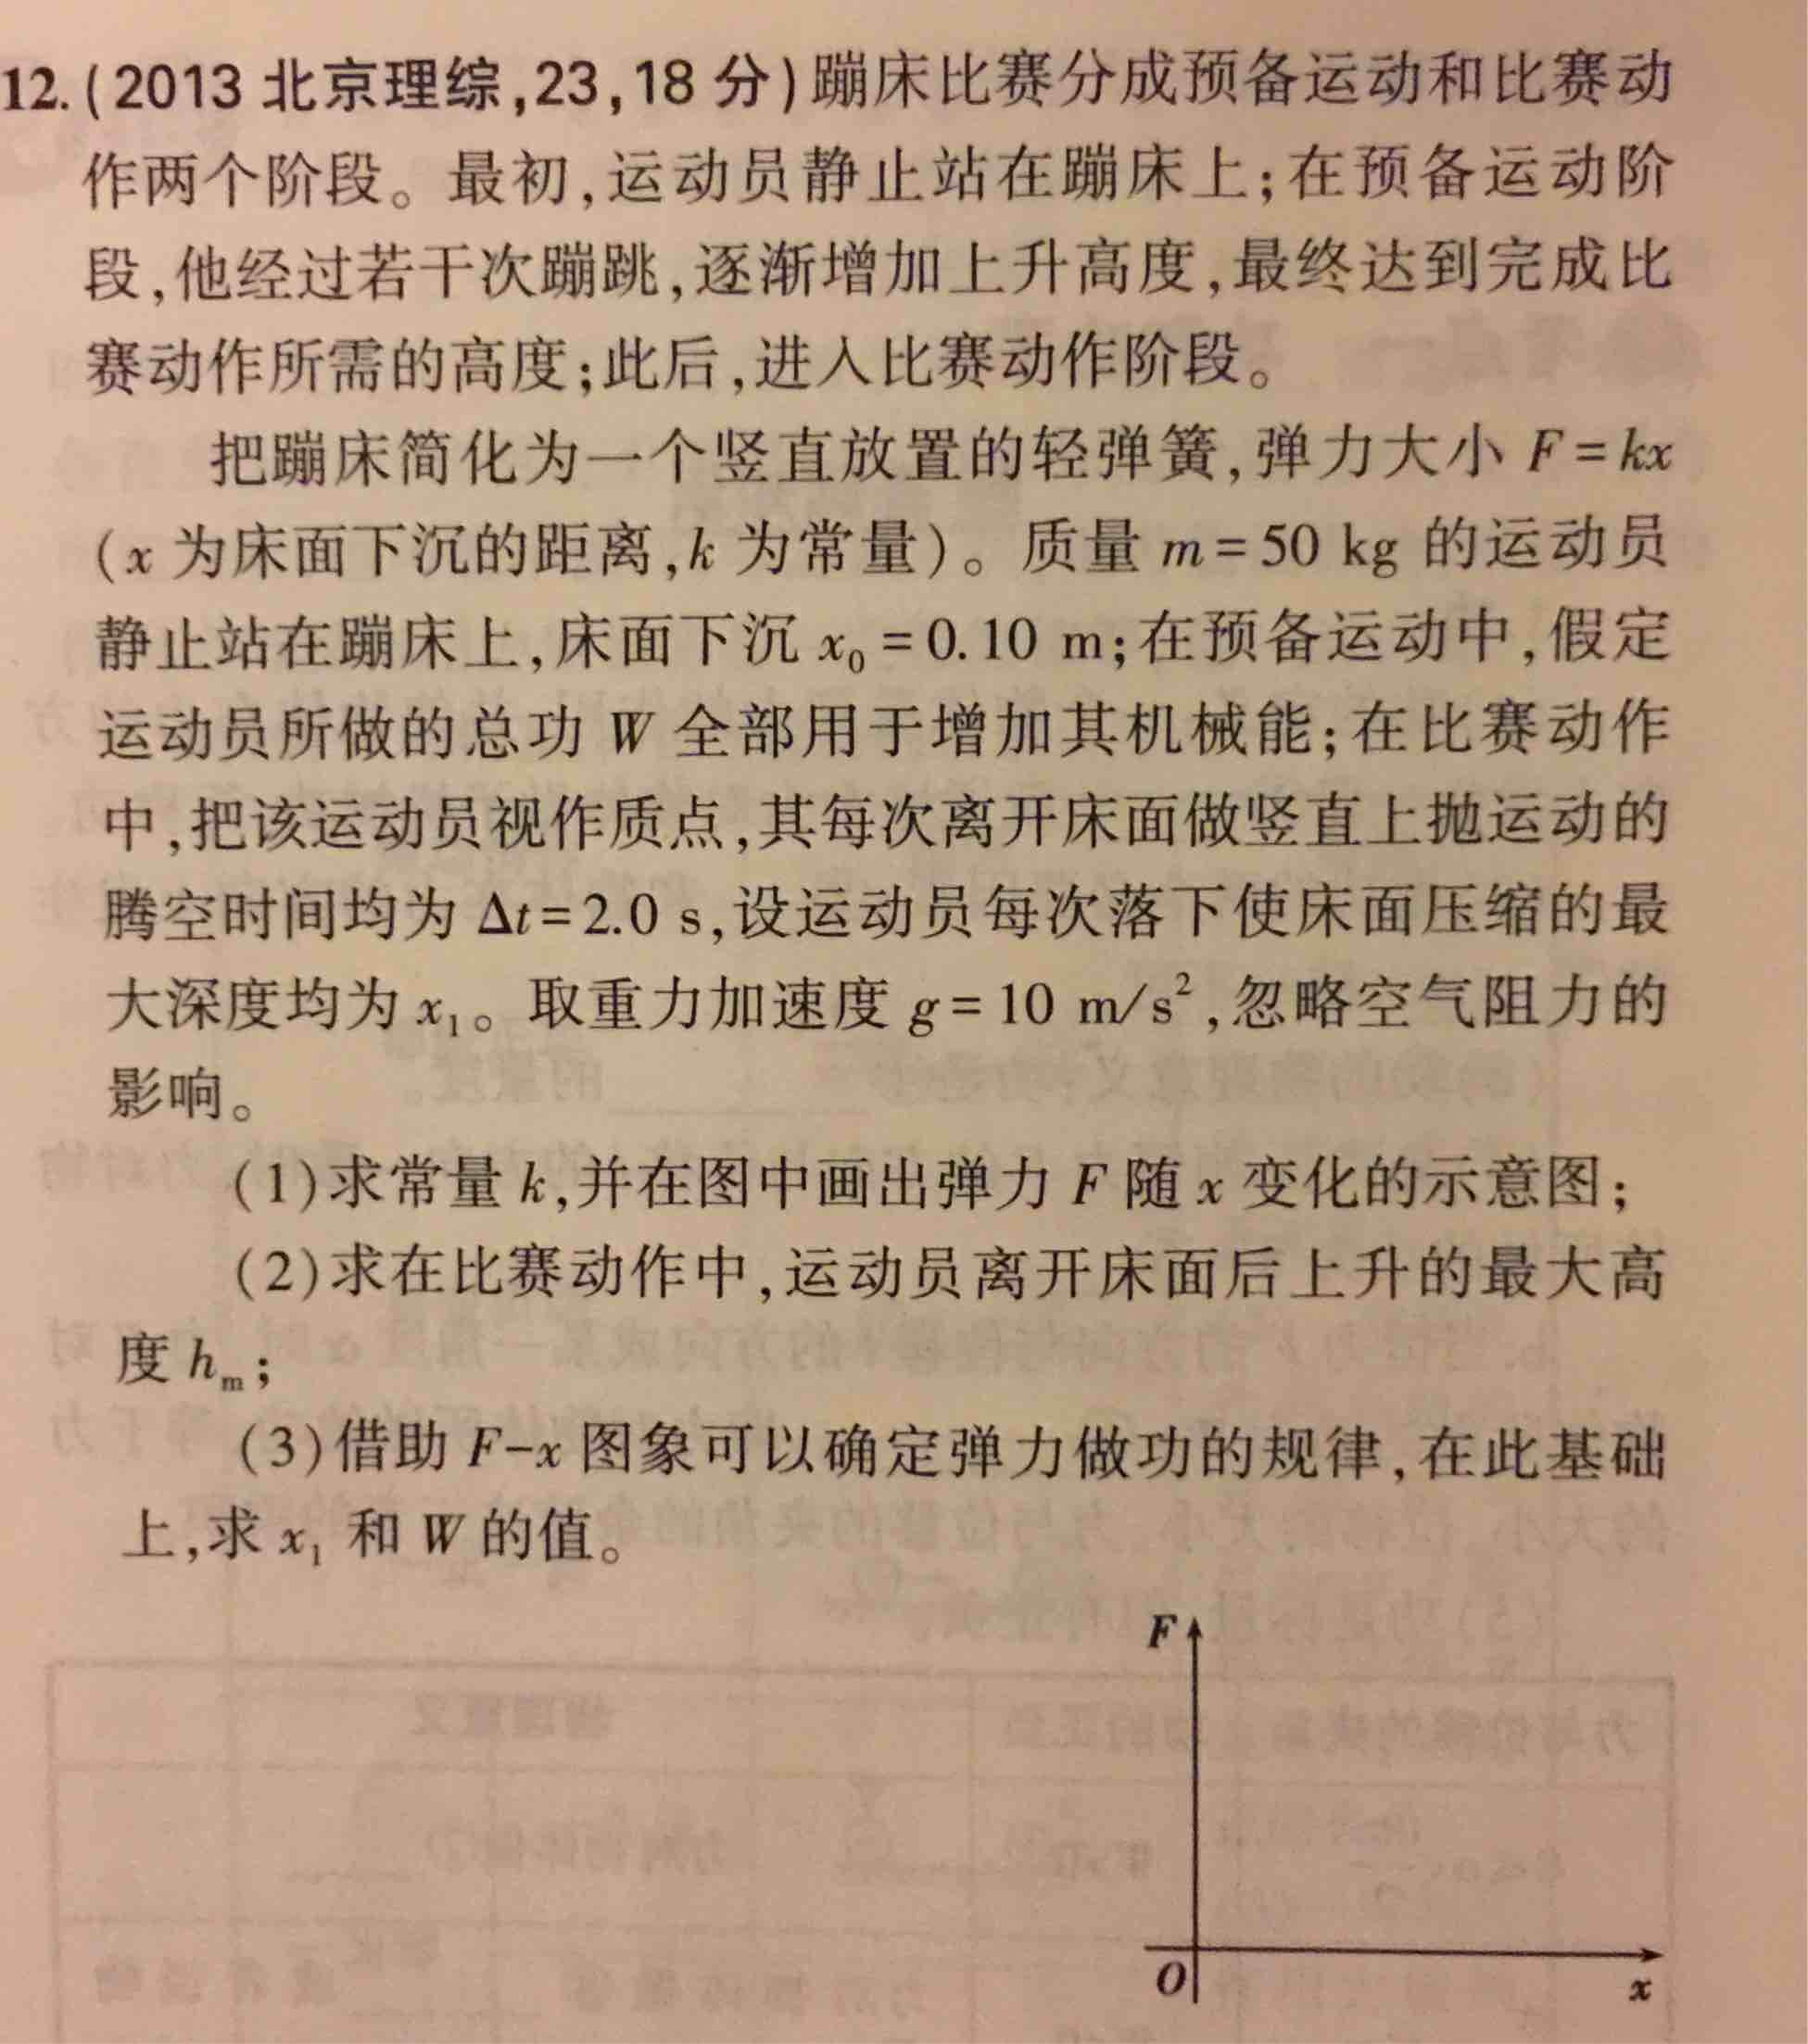 12. (2013 北京理综,23,18 分)蹦床比赛分成预备运动和比赛动
作两个阶段。最初,运动员静止站在蹦床上;在预备运动阶
段,他经过若干次蹦跳,逐渐增加上升高度,最终达到完成比
赛动作所需的高度;此后,进入比赛动作阶段。
把蹦床简化为一个竖直放置的轻弹簧,弹力大小 F=kx
(x 为床面下沉的距离,k 为常量)。质量 m=50 kg 的运动员
静止站在蹦床上,床面下沉 x₀=0.10 m;在预备运动中,假定
运动员所做的总功 W 全部用于增加其机械能;在比赛动作
中,把该运动员视作质点,其每次离开床面做竖直上抛运动的
腾空时间均为 Δt=2.0 s,设运动员每次落下使床面压缩的最
大深度均为 x₁。取重力加速度 g=10 m/s²,忽略空气阻力的
影响。
(1)求常量 k,并在图中画出弹力 F 随 x 变化的示意图;
(2)求在比赛动作中,运动员离开床面后上升的最大高
度 hₘ;
(3)借助 F-x 图象可以确定弹力做功的规律,在此基础
上,求 x₁ 和 W 的值。
F
O
x